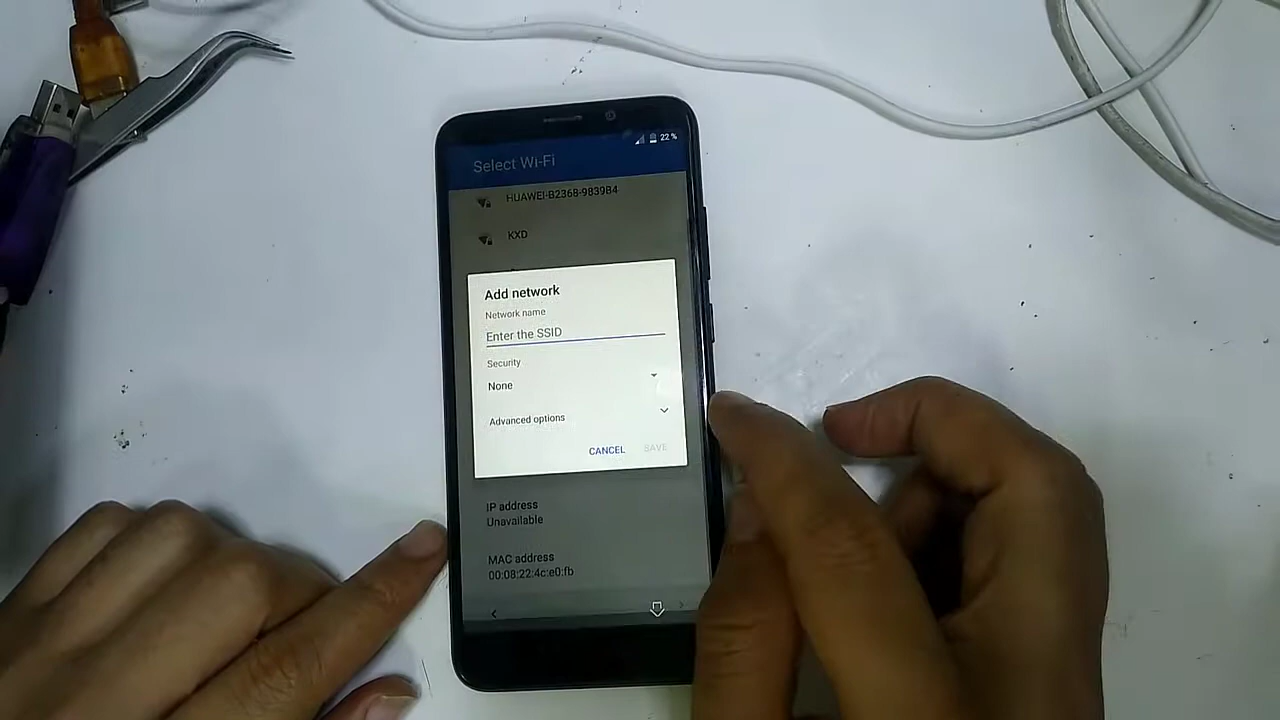 22 %
Select Wi-Fi
HUAWEI-B2368-9839B4
KXD
Add network
Network name
Enter the SSID
Security
None
Advanced options
CANCEL SAVE
IP address
Unavailable
MAC address
00:08:22:4c:e0:fb